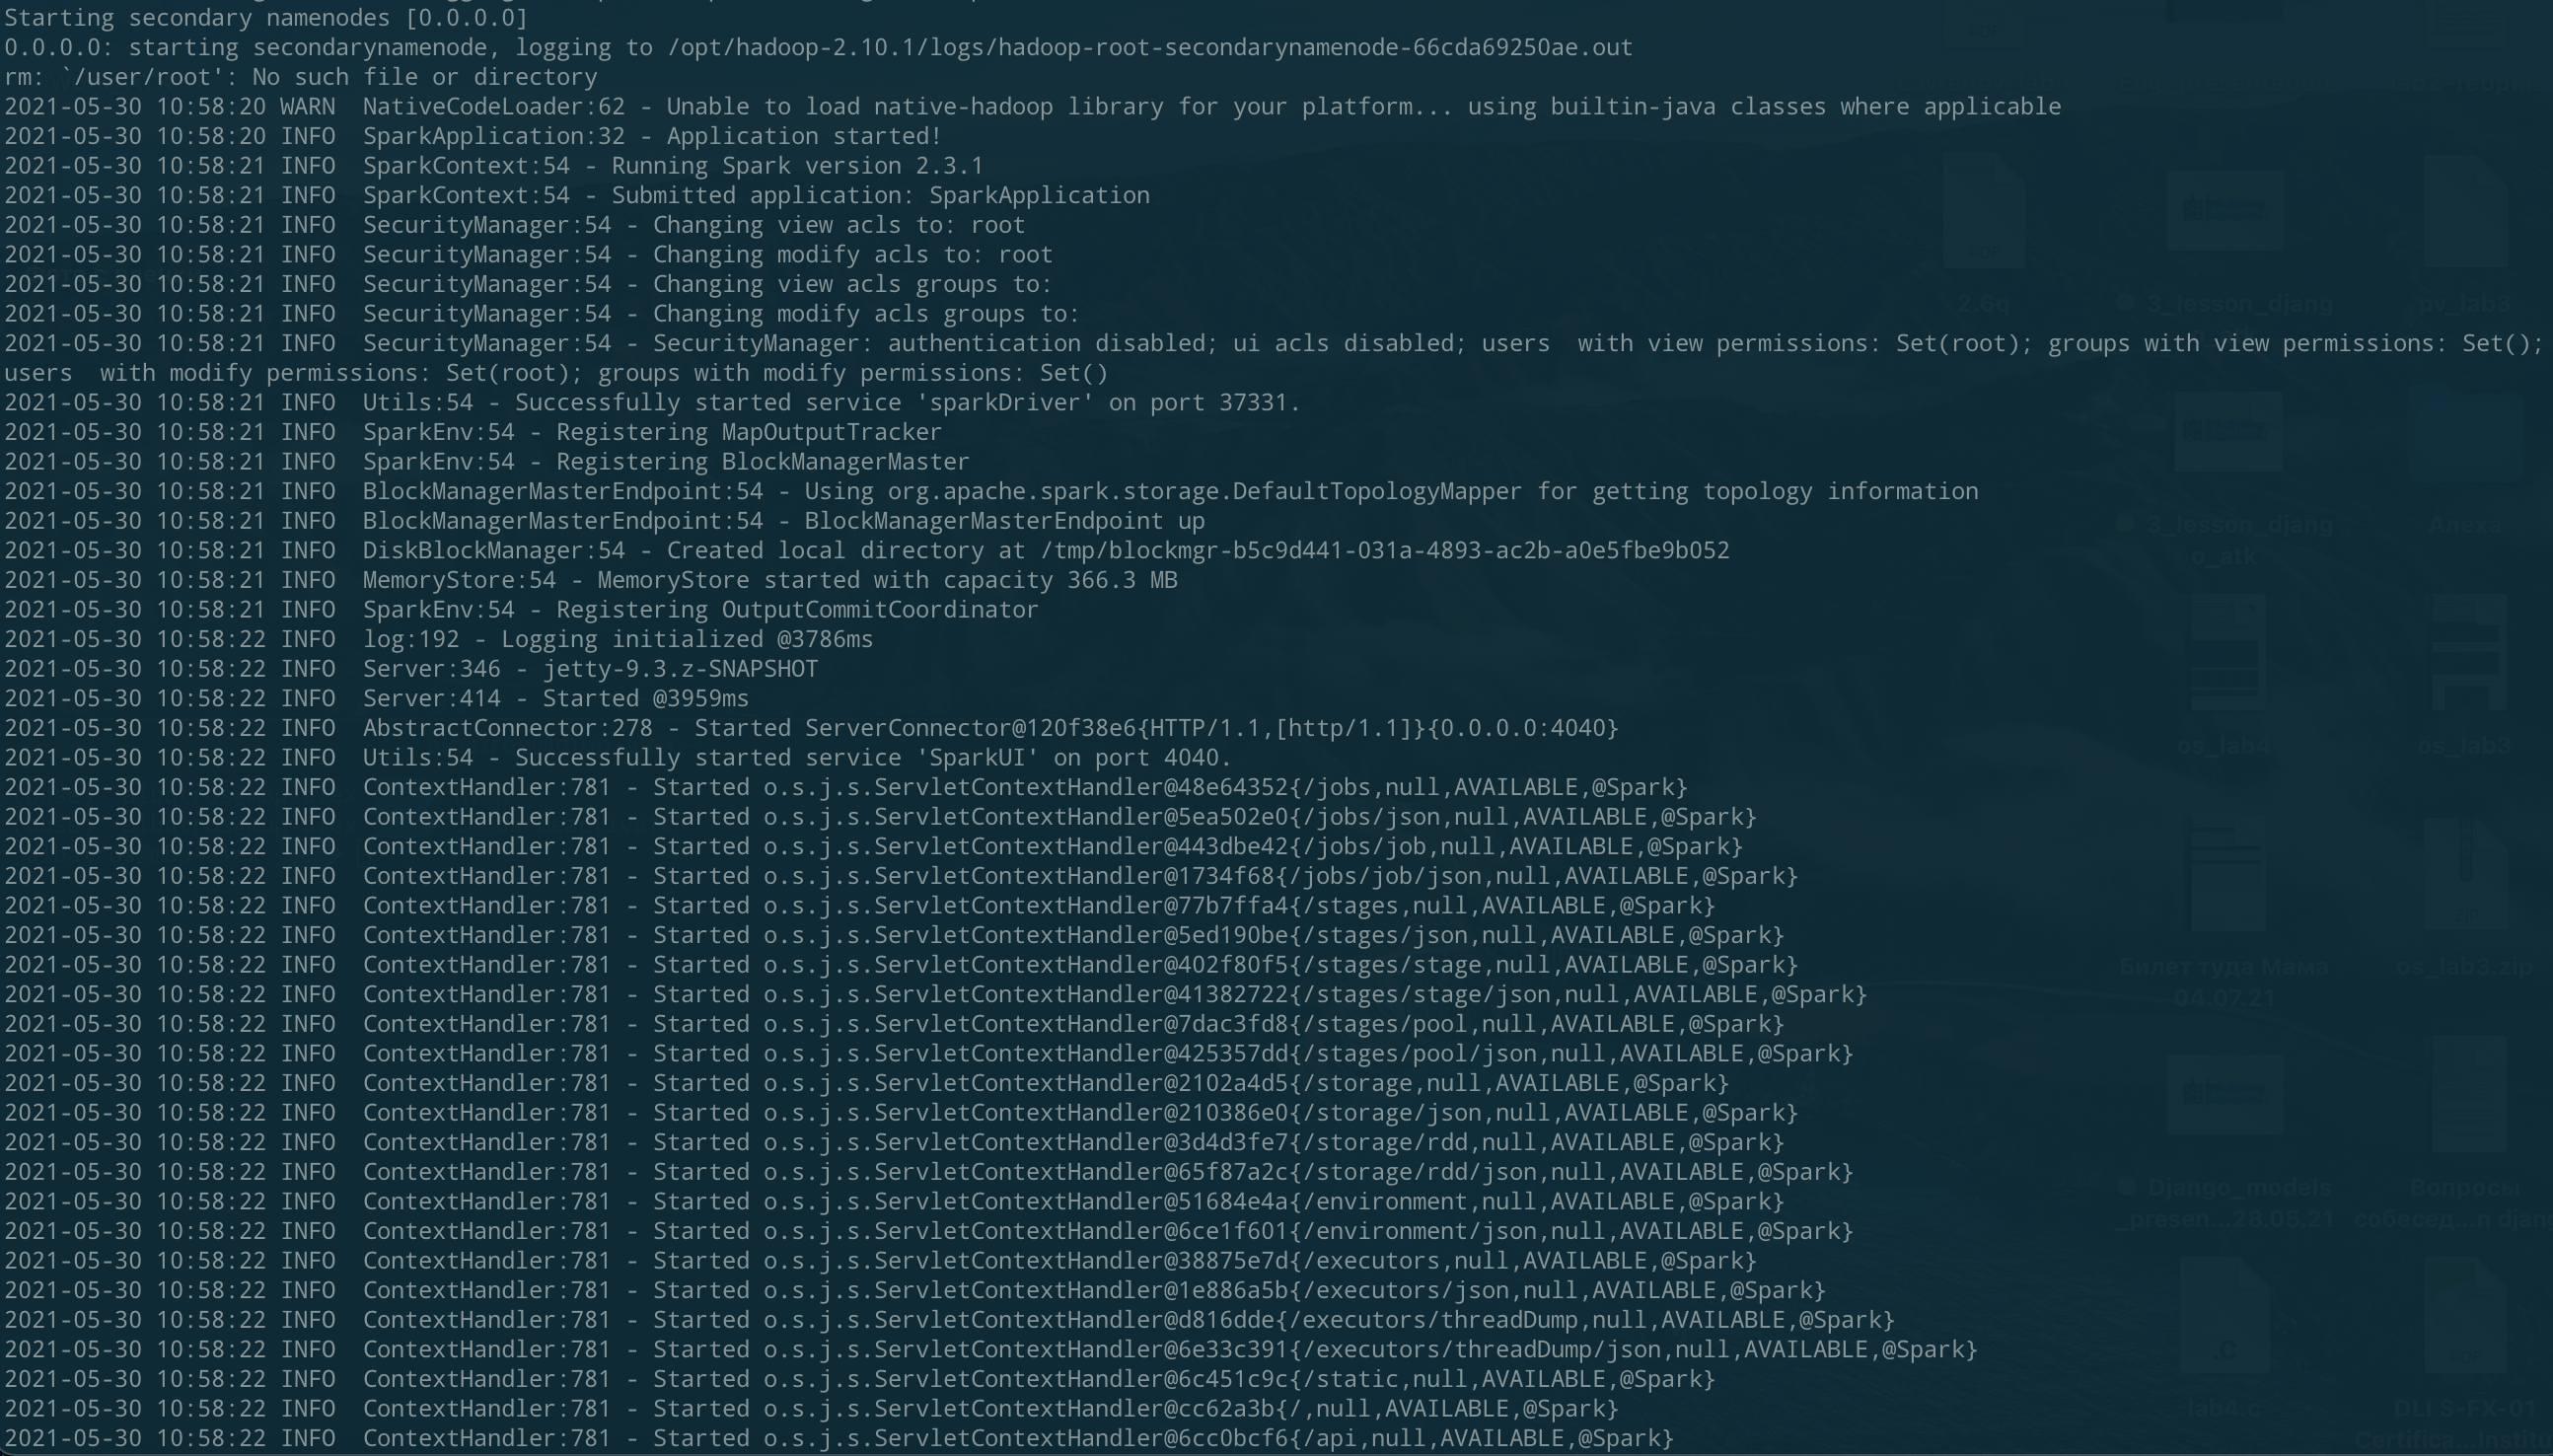 Starting secondary namenodes [0.0.0.0]
0.0.0.0: starting secondarynamenode, logging to /opt/hadoop-2.10.1/logs/hadoop-root-secondarynamenode-66cda69250ae.out
rm: `/user/root': No such file or directory
2021-05-30 10:58:20 WARN  NativeCodeLoader:62 - Unable to load native-hadoop library for your platform... using builtin-java classes where applicable
2021-05-30 10:58:20 INFO  SparkApplication:32 - Application started!
2021-05-30 10:58:21 INFO  SparkContext:54 - Running Spark version 2.3.1
2021-05-30 10:58:21 INFO  SparkContext:54 - Submitted application: SparkApplication
2021-05-30 10:58:21 INFO  SecurityManager:54 - Changing view acls to: root
2021-05-30 10:58:21 INFO  SecurityManager:54 - Changing modify acls to: root
2021-05-30 10:58:21 INFO  SecurityManager:54 - Changing view acls groups to:
2021-05-30 10:58:21 INFO  SecurityManager:54 - Changing modify acls groups to:
2021-05-30 10:58:21 INFO  SecurityManager:54 - SecurityManager: authentication disabled; ui acls disabled; users  with view permissions: Set(root); groups with view permissions: Set();
users  with modify permissions: Set(root); groups with modify permissions: Set()
2021-05-30 10:58:21 INFO  Utils:54 - Successfully started service 'sparkDriver' on port 37331.
2021-05-30 10:58:21 INFO  SparkEnv:54 - Registering MapOutputTracker
2021-05-30 10:58:21 INFO  SparkEnv:54 - Registering BlockManagerMaster
2021-05-30 10:58:21 INFO  BlockManagerMasterEndpoint:54 - Using org.apache.spark.storage.DefaultTopologyMapper for getting topology information
2021-05-30 10:58:21 INFO  BlockManagerMasterEndpoint:54 - BlockManagerMasterEndpoint up
2021-05-30 10:58:21 INFO  DiskBlockManager:54 - Created local directory at /tmp/blockmgr-b5c9d441-031a-4893-ac2b-a0e5fbe9b052
2021-05-30 10:58:21 INFO  MemoryStore:54 - MemoryStore started with capacity 366.3 MB
2021-05-30 10:58:21 INFO  SparkEnv:54 - Registering OutputCommitCoordinator
2021-05-30 10:58:22 INFO  log:192 - Logging initialized @3786ms
2021-05-30 10:58:22 INFO  Server:346 - jetty-9.3.z-SNAPSHOT
2021-05-30 10:58:22 INFO  Server:414 - Started @3959ms
2021-05-30 10:58:22 INFO  AbstractConnector:278 - Started ServerConnector@120f38e6{HTTP/1.1,[http/1.1]}{0.0.0.0:4040}
2021-05-30 10:58:22 INFO  Utils:54 - Successfully started service 'SparkUI' on port 4040.
2021-05-30 10:58:22 INFO  ContextHandler:781 - Started o.s.j.s.ServletContextHandler@48e64352{/jobs,null,AVAILABLE,@Spark}
2021-05-30 10:58:22 INFO  ContextHandler:781 - Started o.s.j.s.ServletContextHandler@5ea502e0{/jobs/json,null,AVAILABLE,@Spark}
2021-05-30 10:58:22 INFO  ContextHandler:781 - Started o.s.j.s.ServletContextHandler@443dbe42{/jobs/job,null,AVAILABLE,@Spark}
2021-05-30 10:58:22 INFO  ContextHandler:781 - Started o.s.j.s.ServletContextHandler@1734f68{/jobs/job/json,null,AVAILABLE,@Spark}
2021-05-30 10:58:22 INFO  ContextHandler:781 - Started o.s.j.s.ServletContextHandler@77b7ffa4{/stages,null,AVAILABLE,@Spark}
2021-05-30 10:58:22 INFO  ContextHandler:781 - Started o.s.j.s.ServletContextHandler@5ed190be{/stages/json,null,AVAILABLE,@Spark}
2021-05-30 10:58:22 INFO  ContextHandler:781 - Started o.s.j.s.ServletContextHandler@402f80f5{/stages/stage,null,AVAILABLE,@Spark}
2021-05-30 10:58:22 INFO  ContextHandler:781 - Started o.s.j.s.ServletContextHandler@41382722{/stages/stage/json,null,AVAILABLE,@Spark}
2021-05-30 10:58:22 INFO  ContextHandler:781 - Started o.s.j.s.ServletContextHandler@7dac3fd8{/stages/pool,null,AVAILABLE,@Spark}
2021-05-30 10:58:22 INFO  ContextHandler:781 - Started o.s.j.s.ServletContextHandler@425357dd{/stages/pool/json,null,AVAILABLE,@Spark}
2021-05-30 10:58:22 INFO  ContextHandler:781 - Started o.s.j.s.ServletContextHandler@2102a4d5{/storage,null,AVAILABLE,@Spark}
2021-05-30 10:58:22 INFO  ContextHandler:781 - Started o.s.j.s.ServletContextHandler@210386e0{/storage/json,null,AVAILABLE,@Spark}
2021-05-30 10:58:22 INFO  ContextHandler:781 - Started o.s.j.s.ServletContextHandler@3d4d3fe7{/storage/rdd,null,AVAILABLE,@Spark}
2021-05-30 10:58:22 INFO  ContextHandler:781 - Started o.s.j.s.ServletContextHandler@65f87a2c{/storage/rdd/json,null,AVAILABLE,@Spark}
2021-05-30 10:58:22 INFO  ContextHandler:781 - Started o.s.j.s.ServletContextHandler@51684e4a{/environment,null,AVAILABLE,@Spark}
2021-05-30 10:58:22 INFO  ContextHandler:781 - Started o.s.j.s.ServletContextHandler@6ce1f601{/environment/json,null,AVAILABLE,@Spark}
2021-05-30 10:58:22 INFO  ContextHandler:781 - Started o.s.j.s.ServletContextHandler@38875e7d{/executors,null,AVAILABLE,@Spark}
2021-05-30 10:58:22 INFO  ContextHandler:781 - Started o.s.j.s.ServletContextHandler@1e886a5b{/executors/json,null,AVAILABLE,@Spark}
2021-05-30 10:58:22 INFO  ContextHandler:781 - Started o.s.j.s.ServletContextHandler@d816dde{/executors/threadDump,null,AVAILABLE,@Spark}
2021-05-30 10:58:22 INFO  ContextHandler:781 - Started o.s.j.s.ServletContextHandler@6e33c391{/executors/threadDump/json,null,AVAILABLE,@Spark}
2021-05-30 10:58:22 INFO  ContextHandler:781 - Started o.s.j.s.ServletContextHandler@6c451c9c{/static,null,AVAILABLE,@Spark}
2021-05-30 10:58:22 INFO  ContextHandler:781 - Started o.s.j.s.ServletContextHandler@cc62a3b{/,null,AVAILABLE,@Spark}
2021-05-30 10:58:22 INFO  ContextHandler:781 - Started o.s.j.s.ServletContextHandler@6cc0bcf6{/api,null,AVAILABLE,@Spark}
2.6q
3_lesson_djang
pv_lab3
3_lesson_djang
o_atk
Алеха
os_lab4
os_lab3
Билет туда Мама
04.07.21
os_lab3.zip
Django_models
_presen...28.05.21
Вопросы
собесед...n djan
lab4.c
DLI S-FX-01
Certifica...Institu